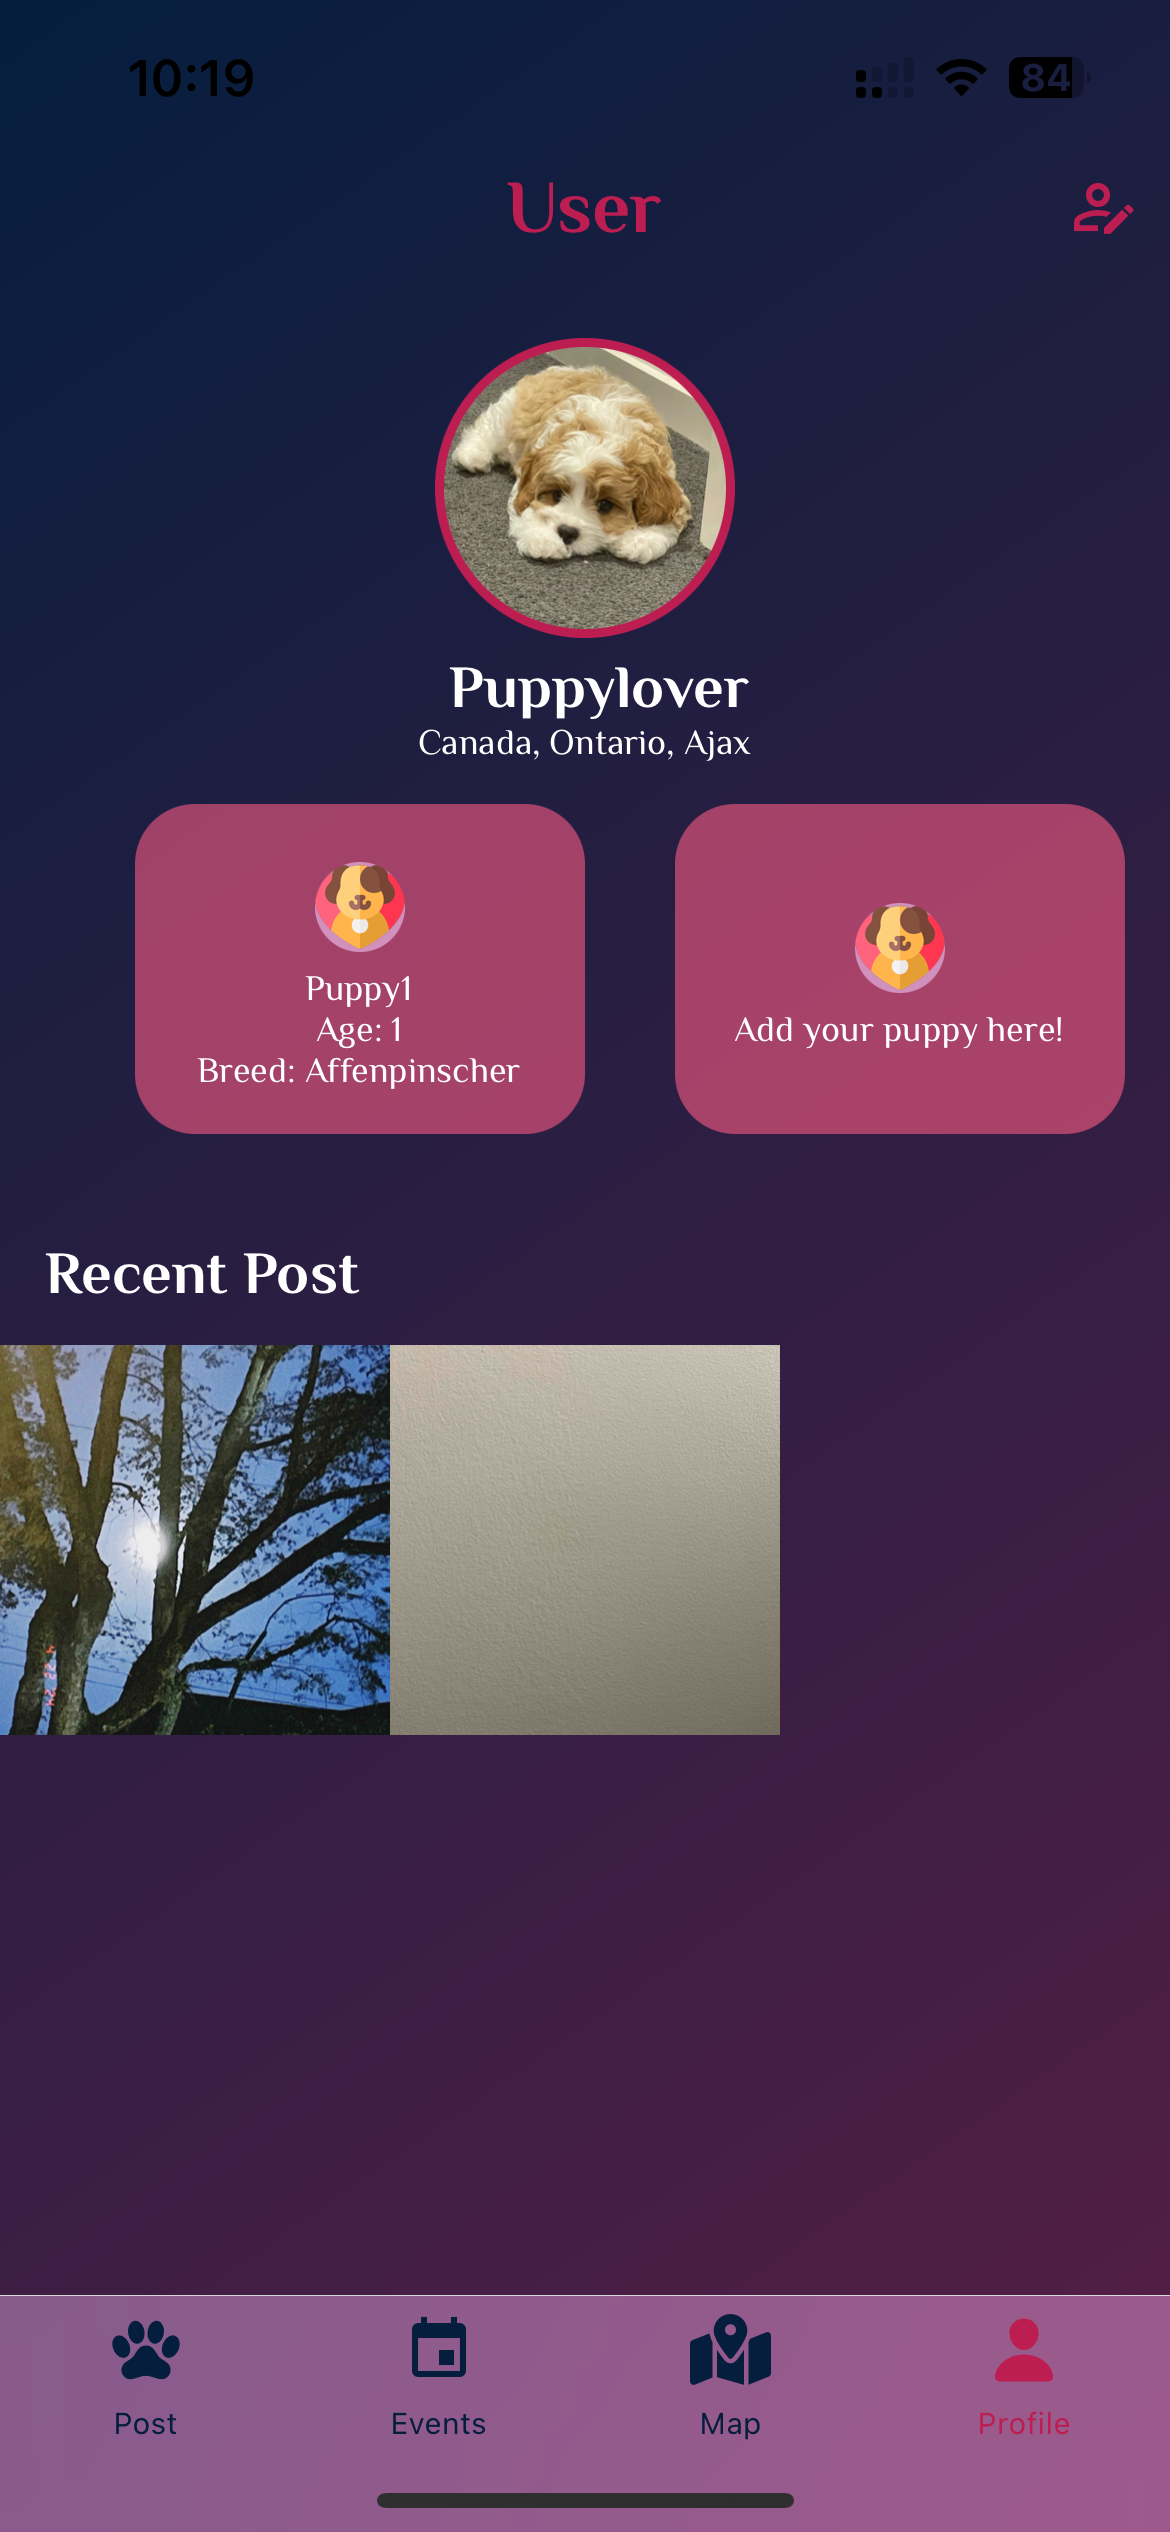 10:19
84
User
Puppylover
Canada, Ontario, Ajax
Puppy1
Age: 1
Breed: Affenpinscher
Add your puppy here!
Recent Post
Post
Events
Map
Profile